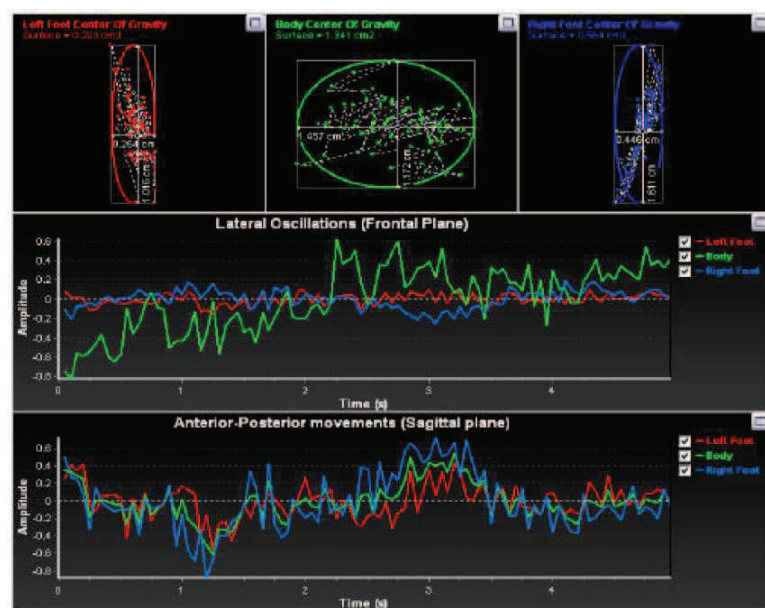 Left Foot Center Of Gravity
Surface = 0.223 cm2
0.264 cm
1.016 cm
Body Center Of Gravity
Surface = 1.341 cm2
1.457 cm
1.172 cm
Right Foot Center Of Gravity
Surface = 0.564 cm2
0.446 cm
1.611 cm
Lateral Oscillations (Frontal Plane)
Amplitude
0.6
0.4
0.2
0
-0.2
-0.4
-0.6
-0.8
0 1 2 3 4
Time (s)
Left Foot
Body
Right Foot
Anterior-Posterior movements (Sagittal plane)
Amplitude
0.6
0.4
0.2
0
-0.2
-0.4
-0.6
-0.8
0 1 2 3 4
Time (s)
Left Foot
Body
Right Foot